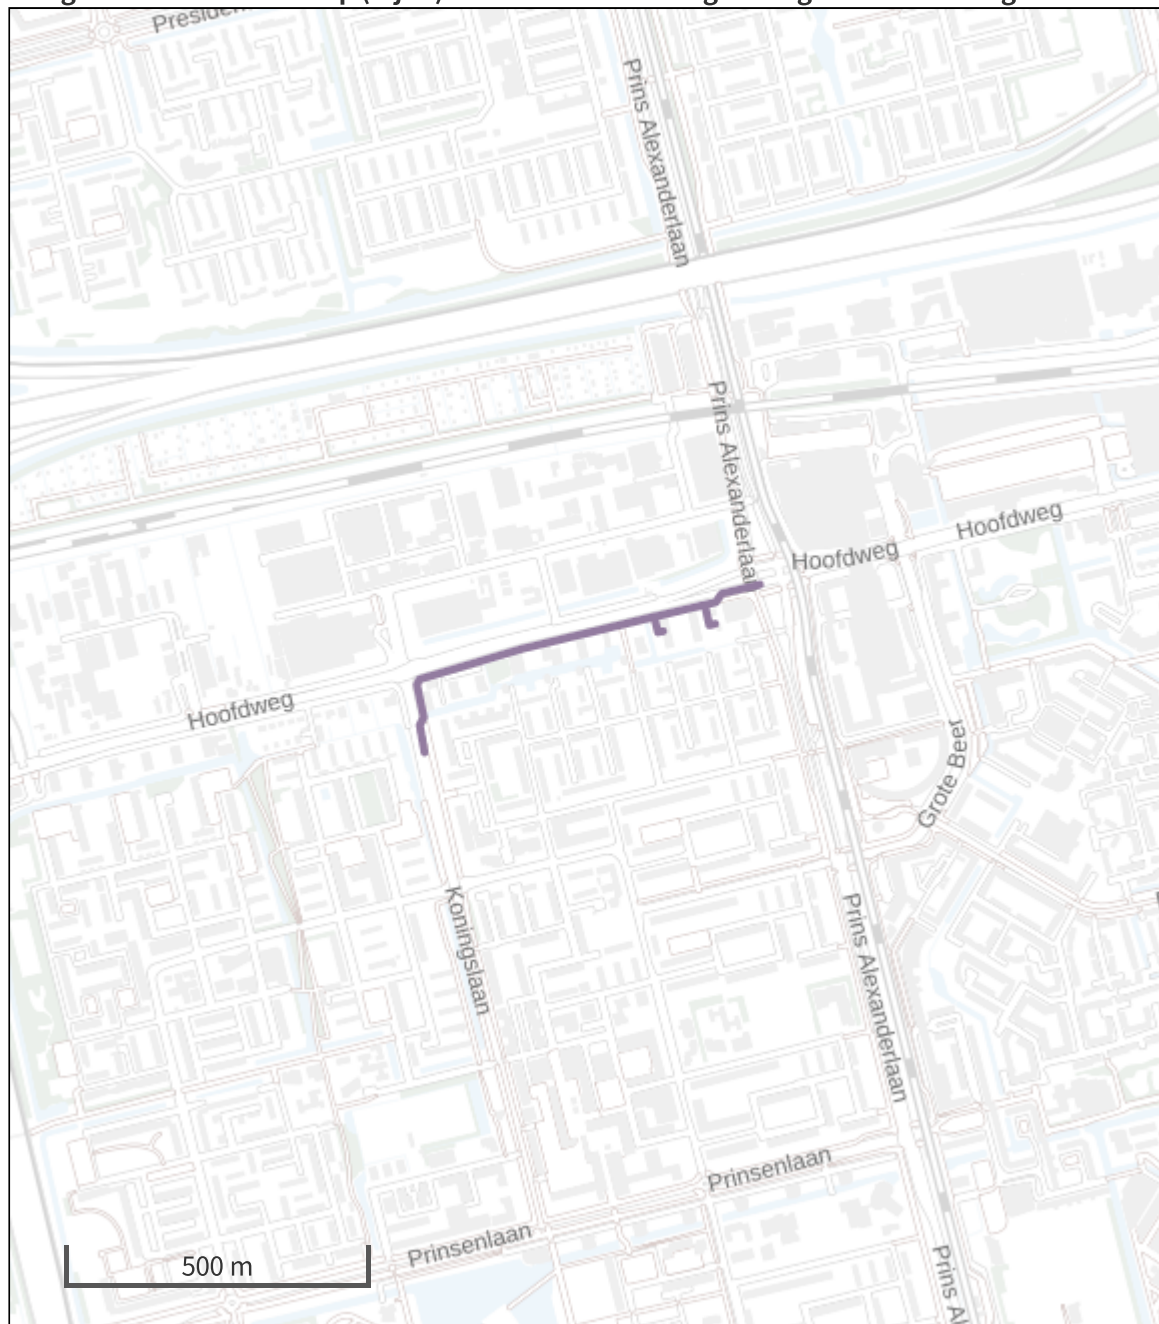 Prins Alexanderlaan
Prins Alexanderlaan
Hoofdweg
Hoofdweg
Hoofdweg
Grote Beer
Koningslaan
Prins Alexanderlaan
Prinsenlaan
Prinsenlaan
500 m